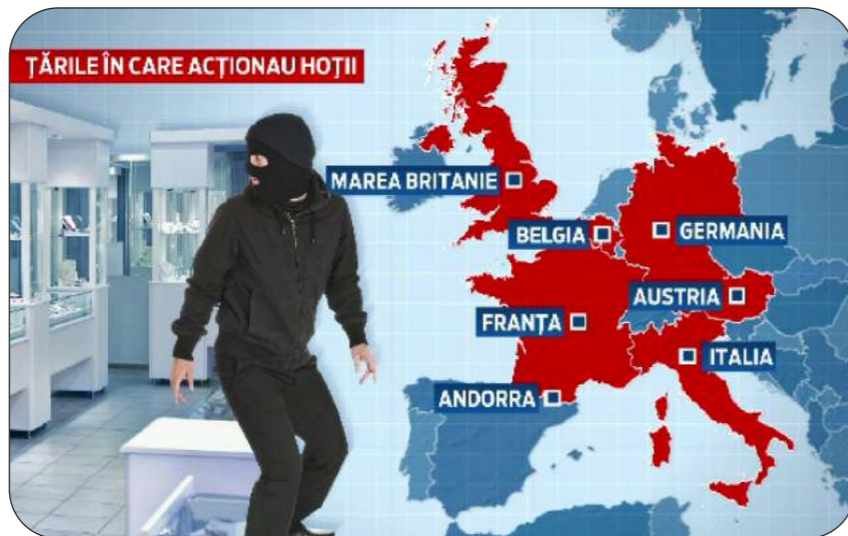 ȚĂRILE ÎN CARE ACȚIONAU HOȚII
MAREA BRITANIE
BELGIA
GERMANIA
AUSTRIA
FRANȚA
ITALIA
ANDORRA